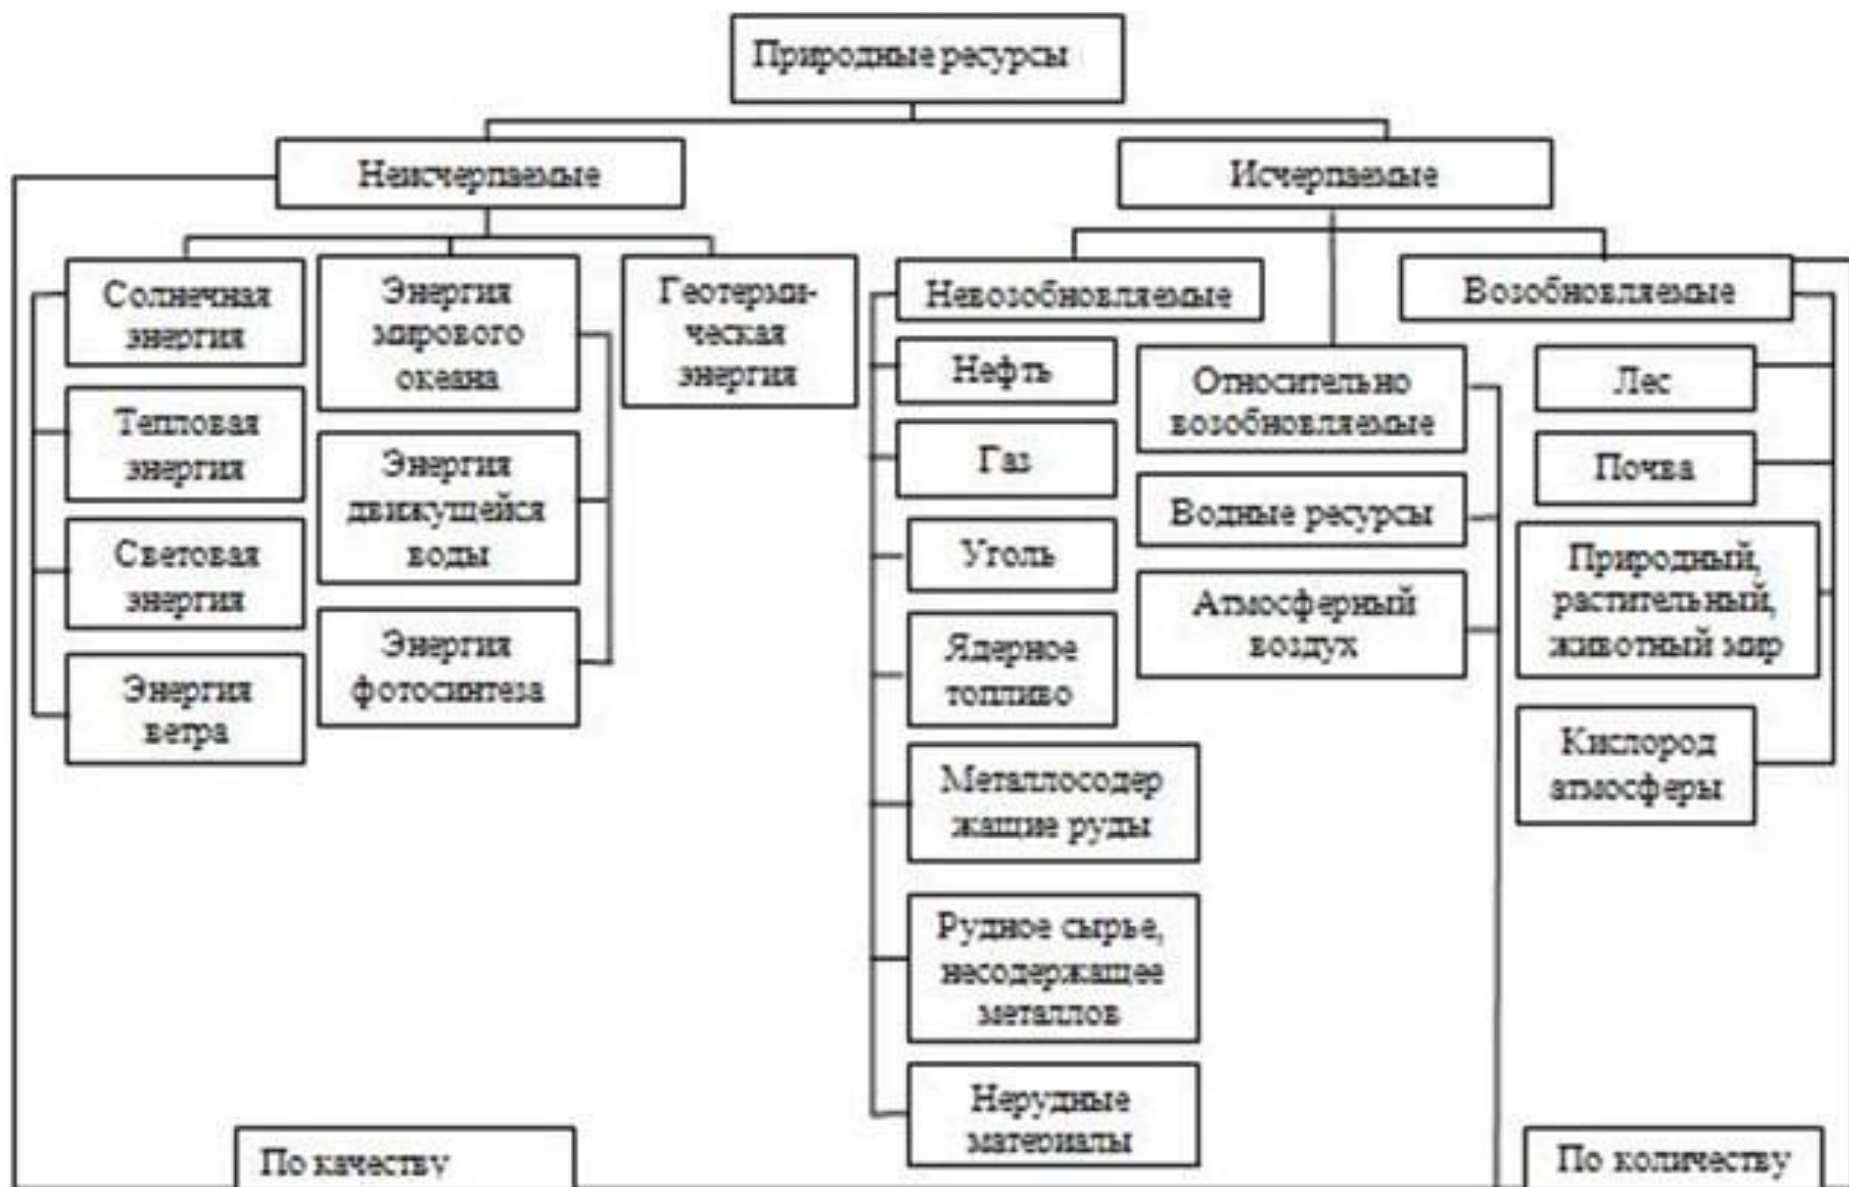 Природные ресурсы
Неисчерпаемые
Исчерпаемые
Солнечная
энергия
Тепловая
энергия
Световая
энергия
Энергия
ветра
Энергия
мирового
океана
Энергия
движущейся
воды
Энергия
фотосинтеза
Геотерми-
ческая
энергия
Невозобновляемые
Нефть
Газ
Уголь
Ядерное
топливо
Металлосодер
жащие руды
Рудное сырье,
несодержащее
металлов
Нерудные
материалы
Относительно
возобновляемые
Водные ресурсы
Атмосферный
воздух
Возобновляемые
Лес
Почва
Природный,
растительный,
животный мир
Кислород
атмосферы
По качеству
По количеству